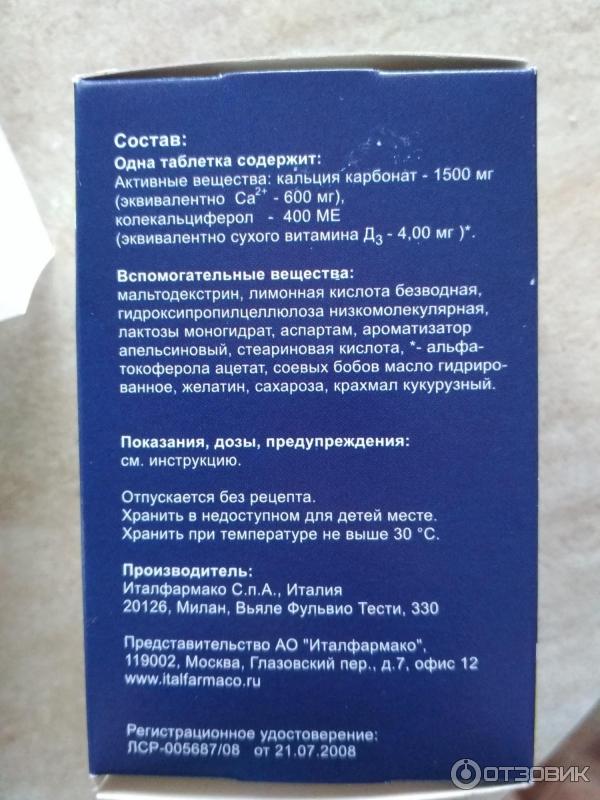 Состав:
Одна таблетка содержит:
Активные вещества: кальция карбонат - 1500 мг
(эквивалентно Ca2+ - 600 мг),
колекальциферол - 400 МЕ
(эквивалентно сухого витамина Д3 - 4,00 мг )*.
Вспомогательные вещества:
мальтодекстрин, лимонная кислота безводная,
гидроксипропилцеллюлоза низкомолекулярная,
лактозы моногидрат, аспартам, ароматизатор
апельсиновый, стеариновая кислота, *- альфа-
токоферола ацетат, соевых бобов масло гидриро-
ванное, желатин, сахароза, крахмал кукурузный.
Показания, дозы, предупреждения:
см. инструкцию.
Отпускается без рецепта.
Хранить в недоступном для детей месте.
Хранить при температуре не выше 30 °С.
Производитель:
Италфармако С.п.А., Италия
20126, Милан, Вьяле Фульвио Тести, 330
Представительство АО "Италфармако",
119002, Москва, Глазовский пер., д.7, офис 12
www.italfarmaco.ru
Регистрационное удостоверение:
ЛСР-005687/08 от 21.07.2008
ОТЗОВИК